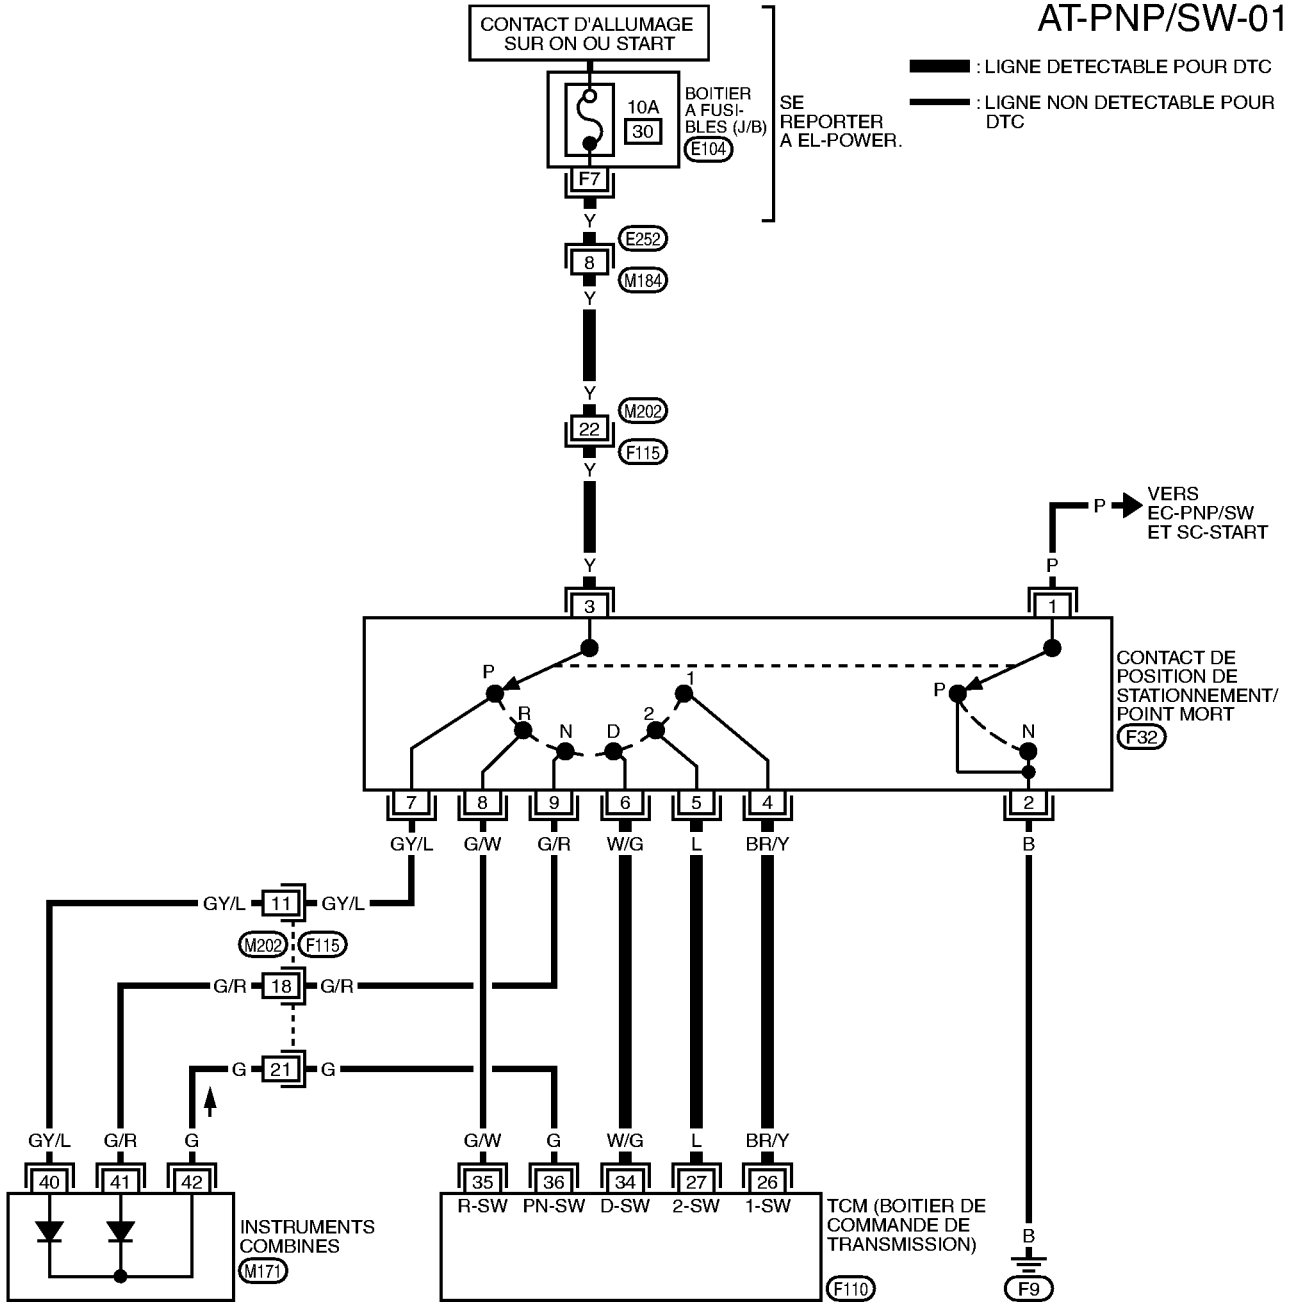 AT-PNP/SW-01
CONTACT D'ALLUMAGE
SUR ON OU START
: LIGNE DETECTABLE POUR DTC
: LIGNE NON DETECTABLE POUR
DTC
10A
30
BOITIER
A FUSI-
BLES (J/B)
E104
SE
REPORTER
A EL-POWER.
F7
Y
E252
8
M184
Y
Y
M202
22
F115
Y
Y
VERS
EC-PNP/SW
ET SC-START
P
P
3
1
P
R
N
D
2
1
P
N
CONTACT DE
POSITION DE
STATIONNEMENT/
POINT MORT
F32
7
8
9
6
5
4
2
GY/L
G/W
G/R
W/G
L
BR/Y
B
GY/L
11
GY/L
M202
F115
G/R
18
G/R
G
21
G
GY/L
G/R
G
G/W
G
W/G
L
BR/Y
40
41
42
35
36
34
27
26
R-SW
PN-SW
D-SW
2-SW
1-SW
INSTRUMENTS
COMBINES
M171
TCM (BOITIER DE
COMMANDE DE
TRANSMISSION)
F110
B
F9